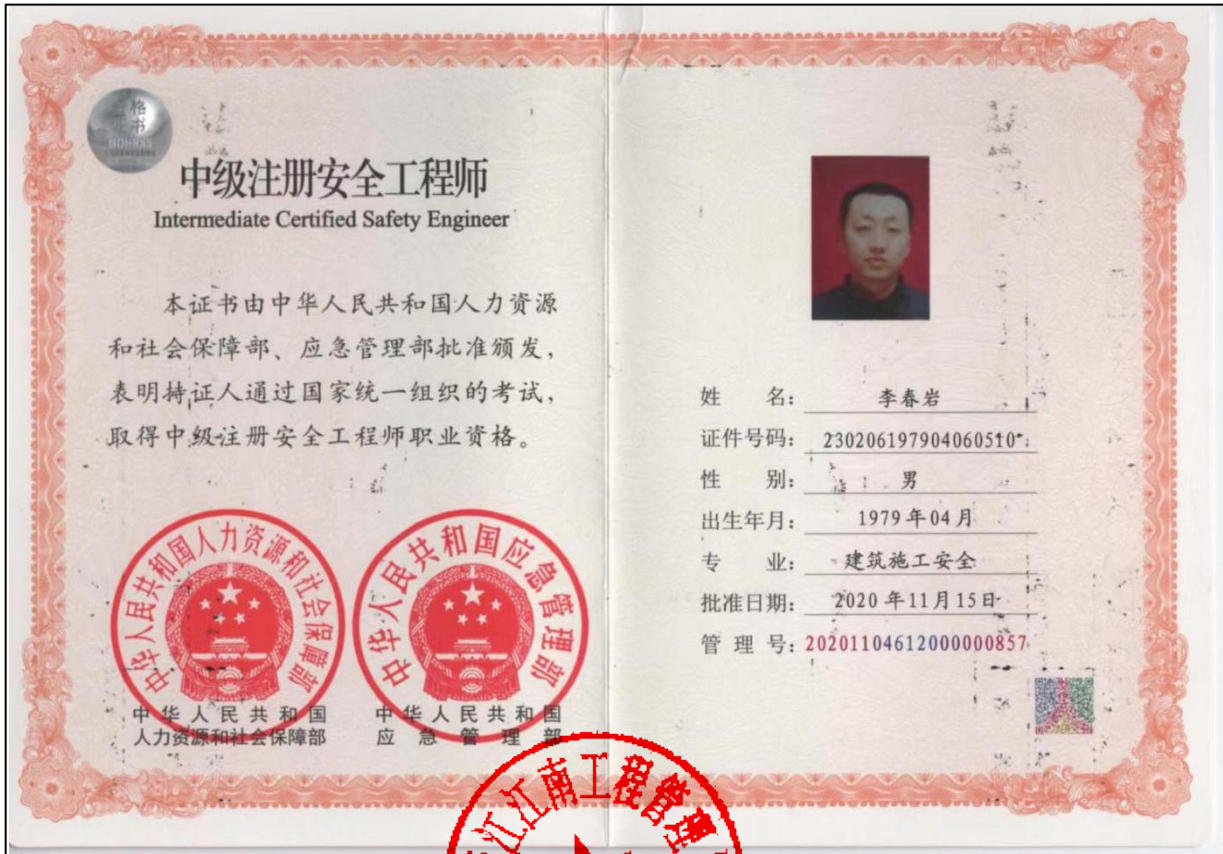 中级注册安全工程师
Intermediate Certified Safety Engineer
本证书由中华人民共和国人力资源
和社会保障部、应急管理部批准颁发，
表明持证人通过国家统一组织的考试，
取得中级注册安全工程师职业资格。
中华人民共和国人力资源和社会保障部
中华人民共和国应急管理部
中华人民共和国
人力资源和社会保障部
中华人民共和国
应急管理部
姓 名： 李春岩
证件号码： 230206197904060510
性 别： 男
出生年月： 1979年04月
专 业： 建筑施工安全
批准日期： 2020年11月15日
管 理 号： 20201104612000000857
江江南工程管理